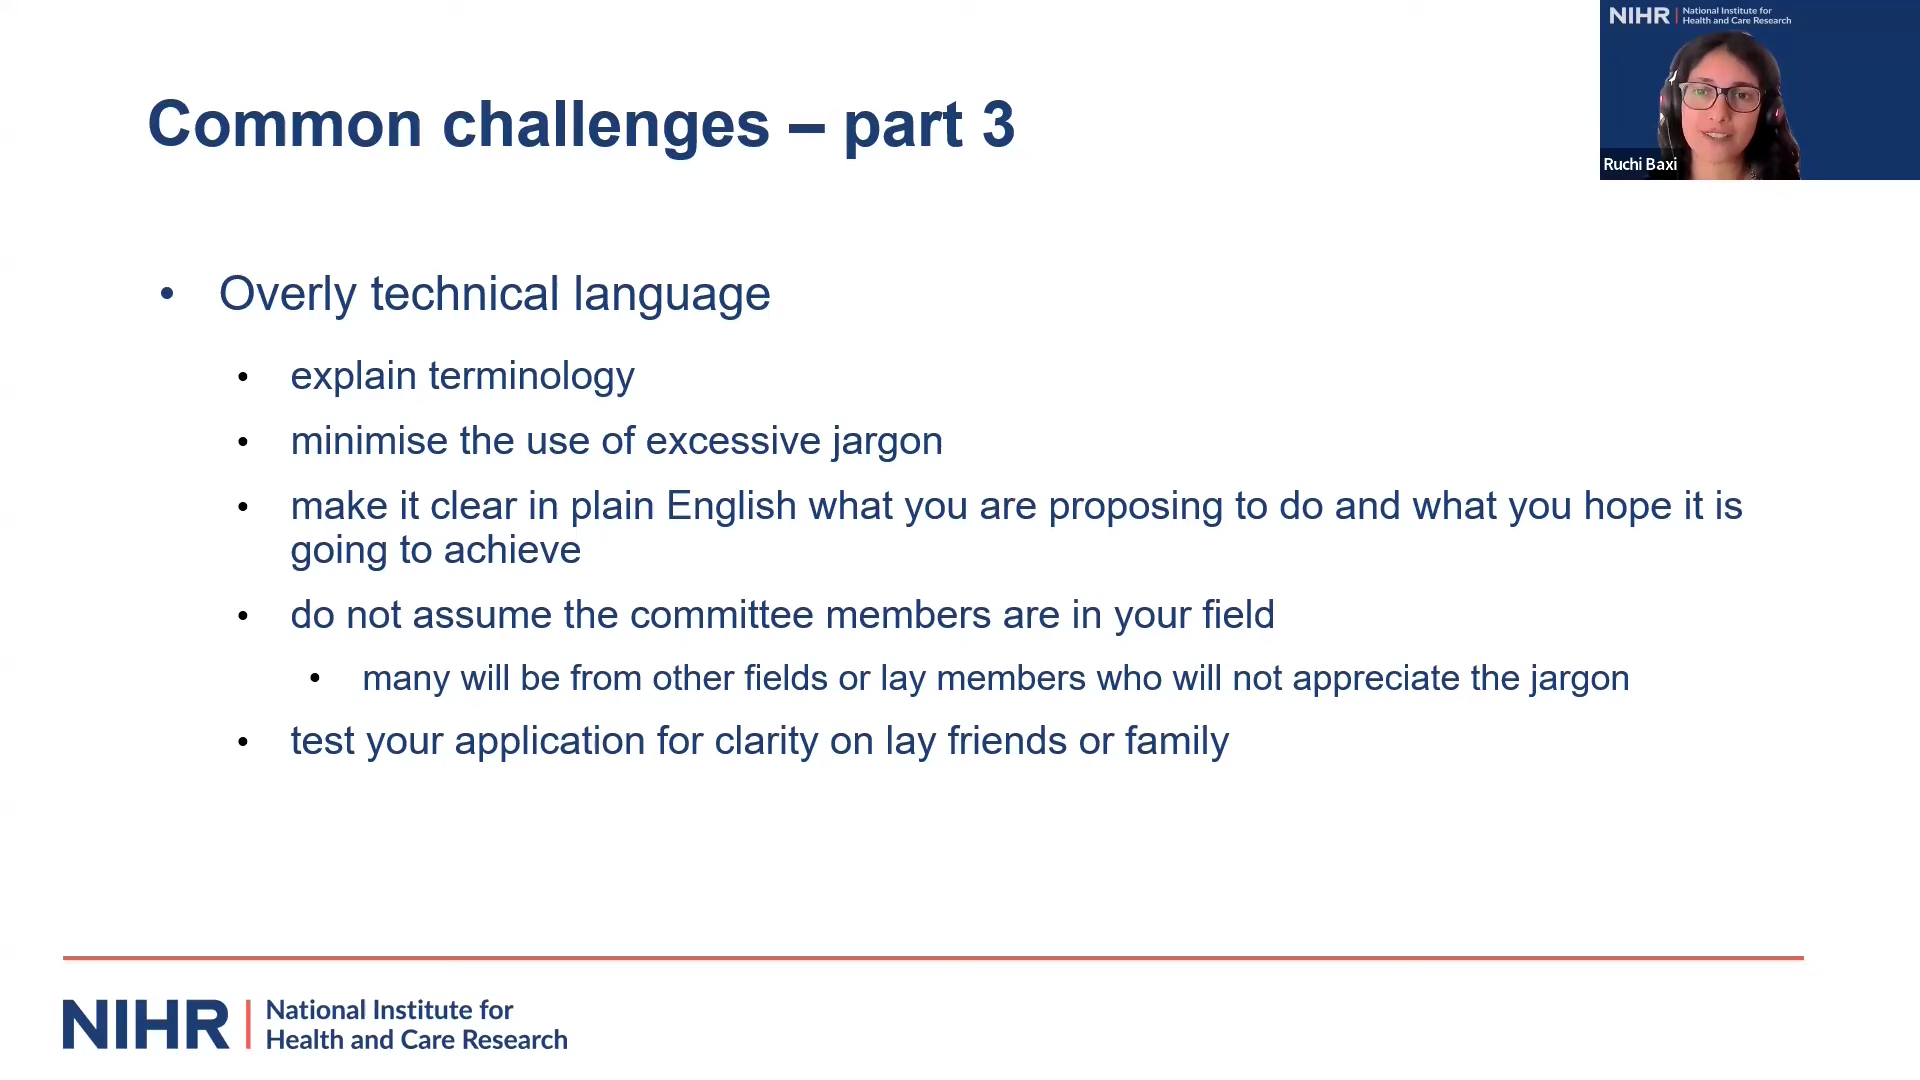 NIHR | National Institute for
Health and Care Research
Ruchi Baxi
Common challenges – part 3
• Overly technical language
• explain terminology
• minimise the use of excessive jargon
• make it clear in plain English what you are proposing to do and what you hope it is
going to achieve
• do not assume the committee members are in your field
• many will be from other fields or lay members who will not appreciate the jargon
• test your application for clarity on lay friends or family
NIHR | National Institute for
Health and Care Research